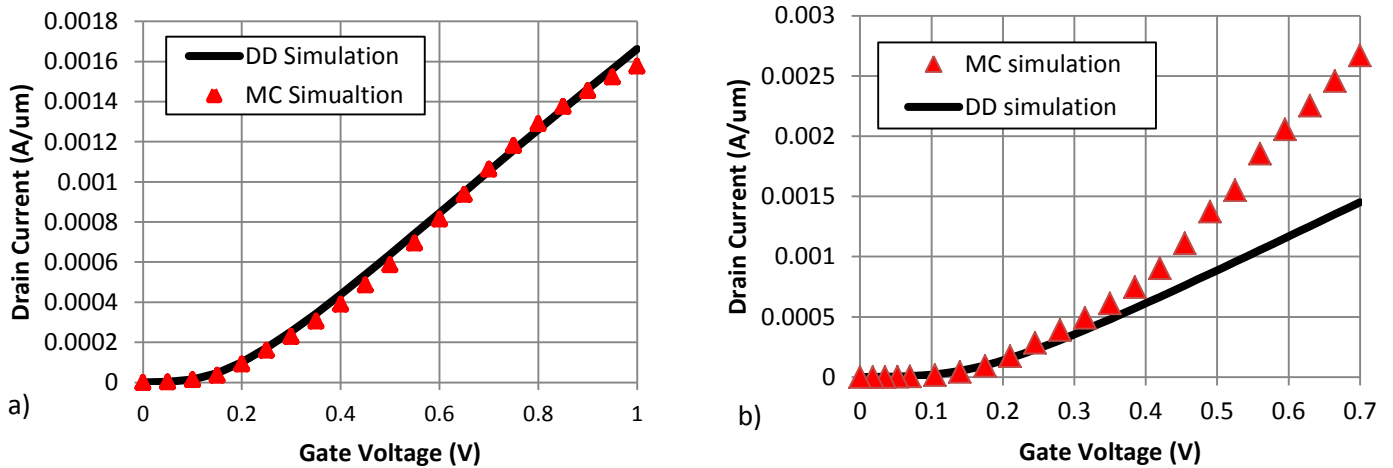 0.0018
0.0016
0.0014
0.0012
0.001
0.0008
0.0006
0.0004
0.0002
0
Drain Current (A/um)
DD Simulation
MC Simualtion
0 0.2 0.4 0.6 0.8 1
Gate Voltage (V)
a)
0.003
0.0025
0.002
0.0015
0.001
0.0005
0
Drain Current (A/um)
MC simulation
DD simulation
0 0.1 0.2 0.3 0.4 0.5 0.6 0.7
Gate Voltage (V)
b)